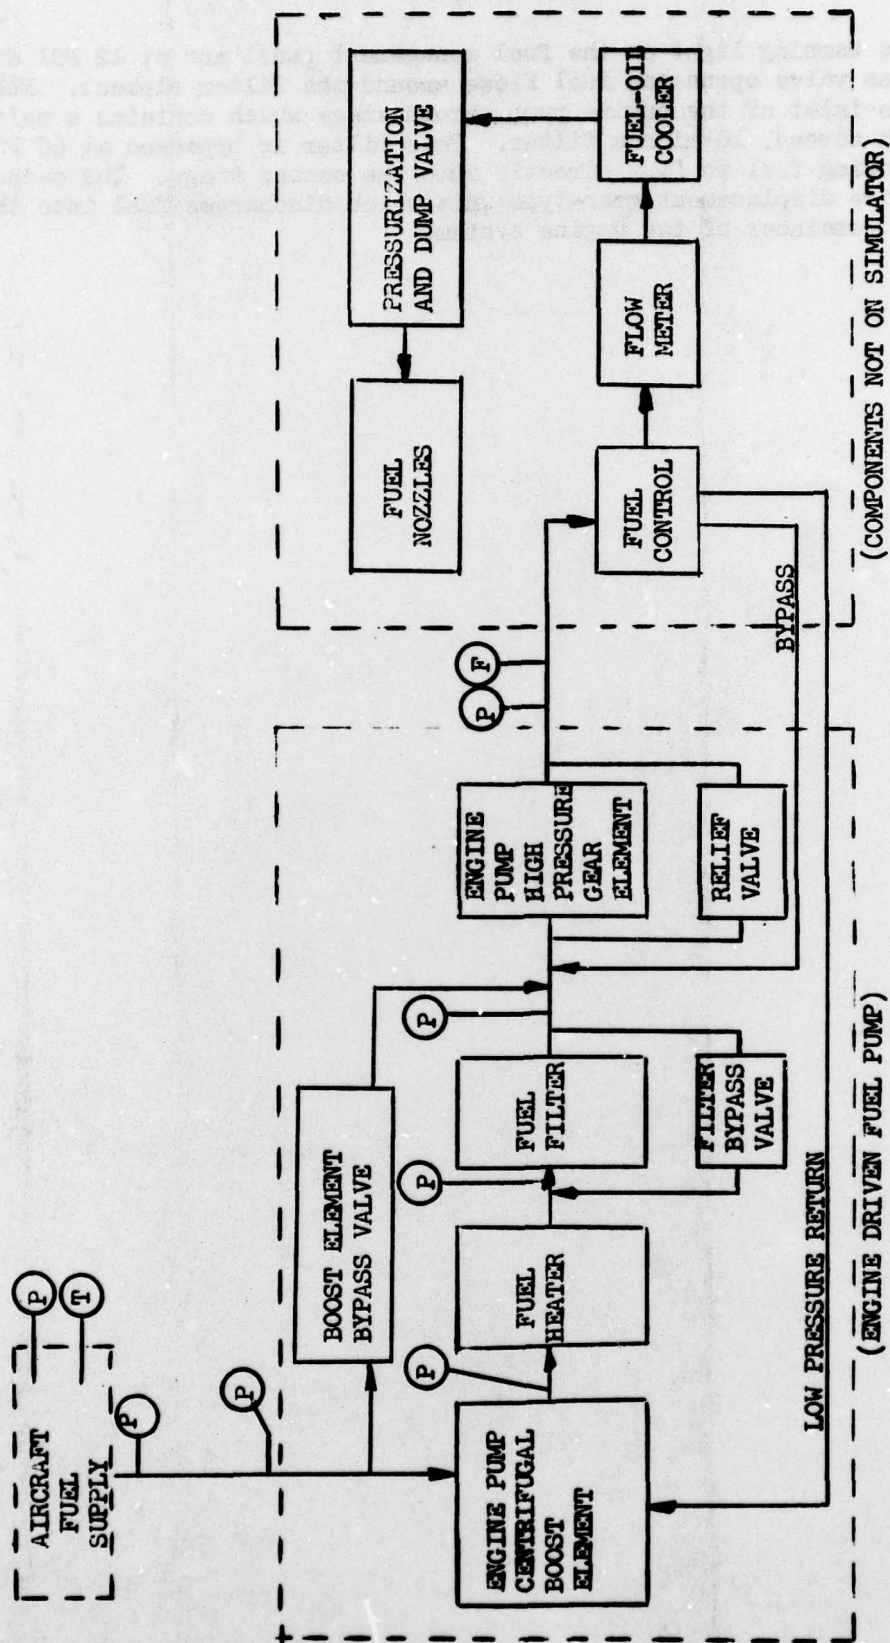 AIRCRAFT
FUEL
SUPPLY
P
T
P
P
BOOST ELEMENT
BYPASS VALVE
PRESSURIZATION
AND DUMP VALVE
FUEL
NOZZLES
P
P
P
P
F
ENGINE PUMP
CENTRIFUGAL
BOOST
ELEMENT
FUEL
HEATER
FUEL
FILTER
ENGINE
PUMP
HIGH
PRESSURE
GEAR
ELEMENT
FUEL
CONTROL
FLOW
METER
FUEL-OIL
COOLER
FILTER
BYPASS
VALVE
RELIEF
VALVE
BYPASS
LOW PRESSURE RETURN
(ENGINE DRIVEN FUEL PUMP)
(COMPONENTS NOT ON SIMULATOR)